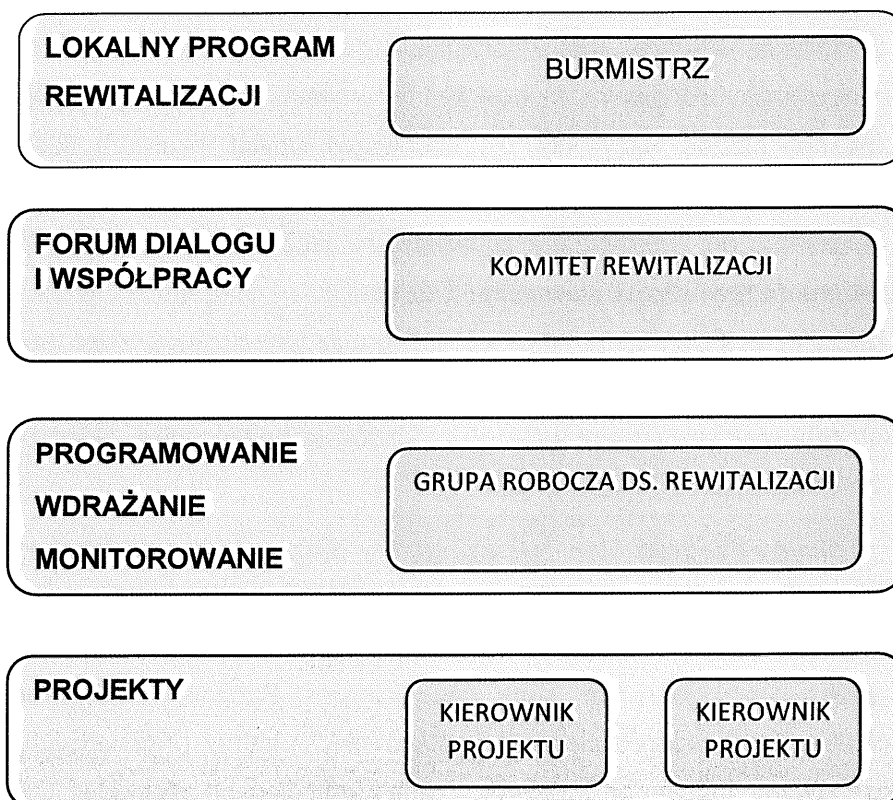 LOKALNY PROGRAM
REWITALIZACJI
BURMISTRZ
FORUM DIALOGU
I WSPÓŁPRACY
KOMITET REWITALIZACJI
PROGRAMOWANIE
WDRAŻANIE
MONITOROWANIE
GRUPA ROBOCZA DS. REWITALIZACJI
PROJEKTY
KIEROWNIK
PROJEKTU
KIEROWNIK
PROJEKTU